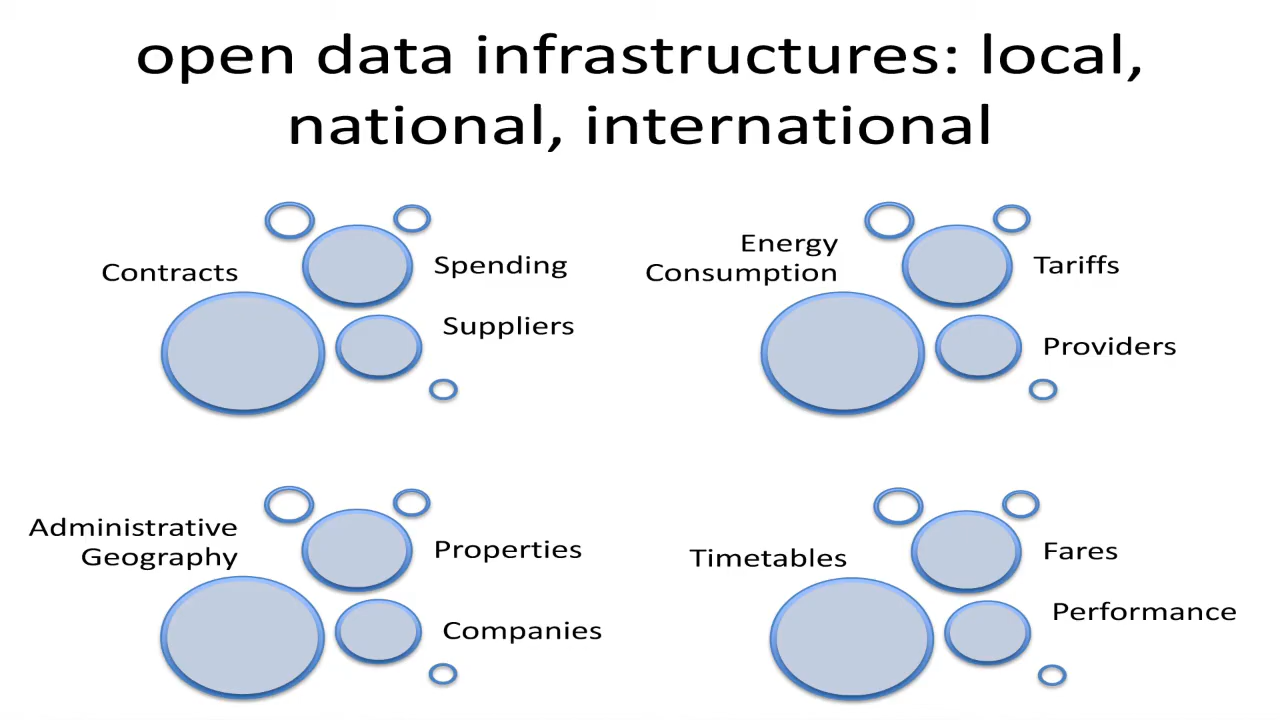 open data infrastructures: local,
national, international
Contracts
Spending
Suppliers
Energy
Consumption
Tariffs
Providers
Administrative
Geography
Properties
Companies
Timetables
Fares
Performance